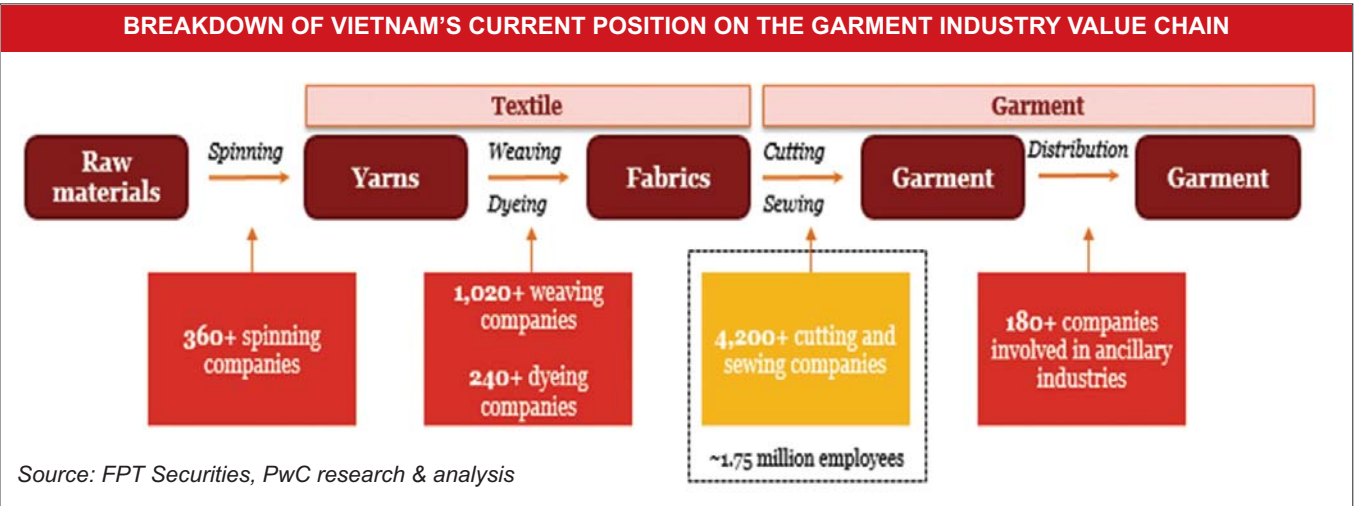 BREAKDOWN OF VIETNAM'S CURRENT POSITION ON THE GARMENT INDUSTRY VALUE CHAIN
Textile
Garment
Raw
materials
Spinning
Yarns
Weaving
Dyeing
Fabrics
Cutting
Sewing
Garment
Distribution
Garment
360+ spinning
companies
1,020+ weaving
companies
240+ dyeing
companies
4,200+ cutting and
sewing companies
180+ companies
involved in ancillary
industries
~1.75 million employees
Source: FPT Securities, PwC research & analysis